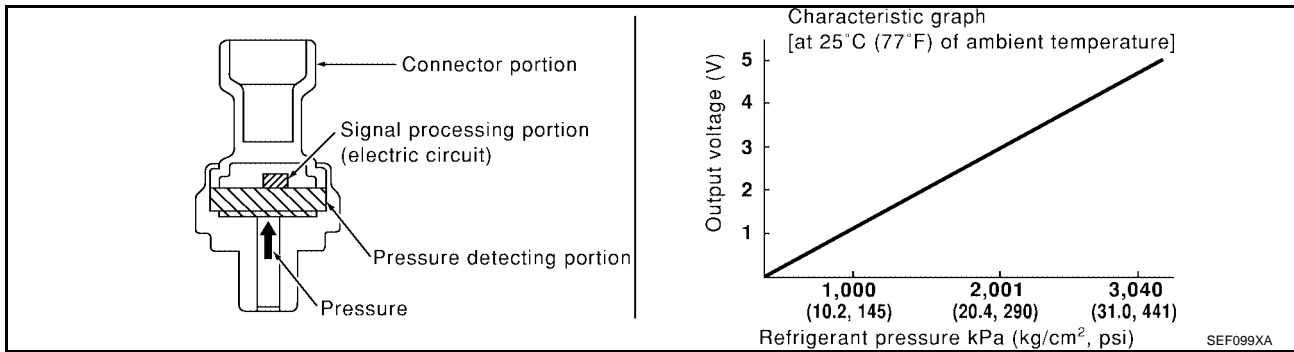 Connector portion
Signal processing portion
(electric circuit)
Pressure detecting portion
Pressure
Characteristic graph
[at 25°C (77°F) of ambient temperature]
Output voltage (V)
5
4
3
2
1
1,000 2,001 3,040
(10.2, 145) (20.4, 290) (31.0, 441)
Refrigerant pressure kPa (kg/cm², psi)
SEF099XA